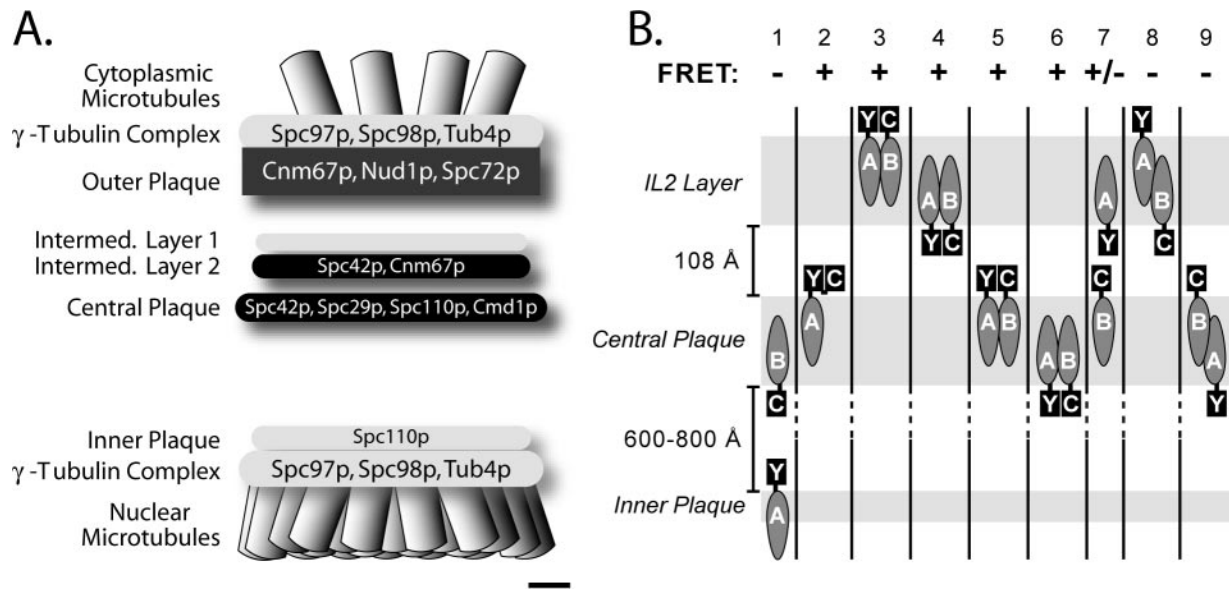 A.
Cytoplasmic
Microtubules
γ-Tubulin Complex
Spc97p, Spc98p, Tub4p
Outer Plaque
Cnm67p, Nud1p, Spc72p
Intermed. Layer 1
Intermed. Layer 2
Spc42p, Cnm67p
Central Plaque
Spc42p, Spc29p, Spc110p, Cmd1p
Inner Plaque
Spc110p
γ-Tubulin Complex
Spc97p, Spc98p, Tub4p
Nuclear
Microtubules
B.
1 2 3 4 5 6 7 8 9
FRET: - + + + + + +/- - -
Y C Y
A B A
IL2 Layer
A B A B
Y C Y C
108 Å
C
Y C Y C C
A A B B B
Central Plaque
B A B A
C Y C Y
600-800 Å
Y
Inner Plaque
A